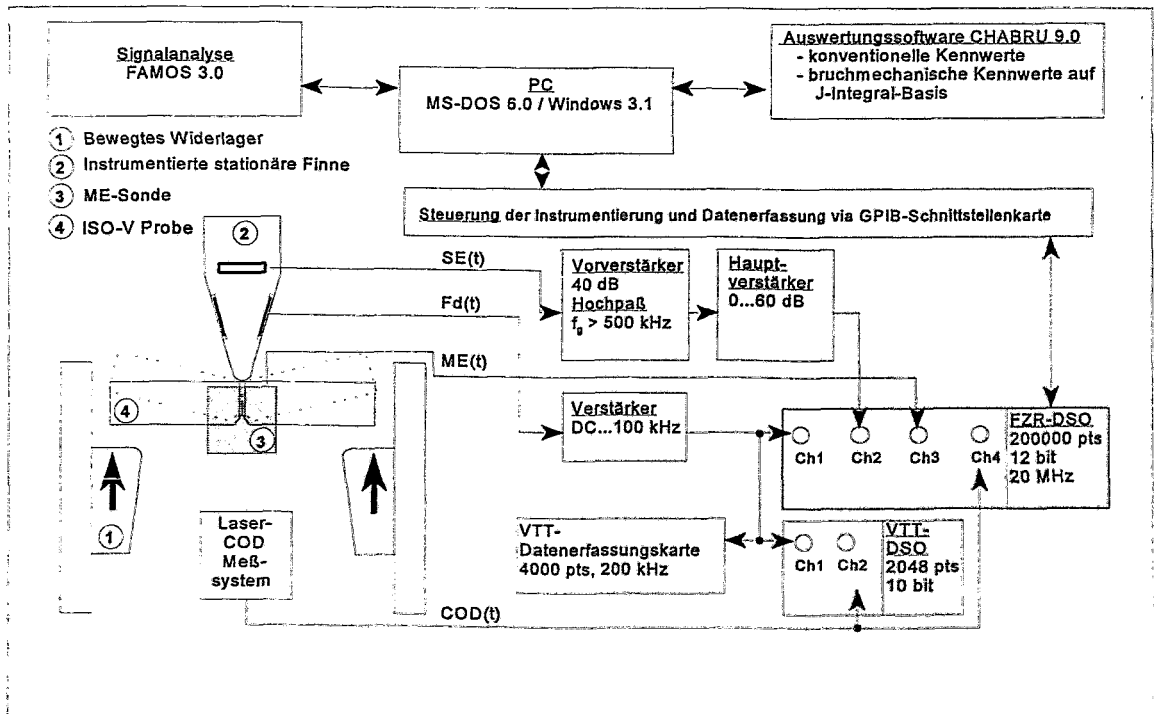 Signalanalyse
FAMOS 3.0
PC
MS-DOS 6.0 / Windows 3.1
Auswertungssoftware CHABRU 9.0
- konventionelle Kennwerte
- bruchmechanische Kennwerte auf
J-Integral-Basis
1 Bewegtes Widerlager
2 Instrumentierte stationäre Finne
3 ME-Sonde
4 ISO-V Probe
Steuerung der Instrumentierung und Datenerfassung via GPIB-Schnittstellenkarte
2
SE(t)
Fd(t)
ME(t)
Vorverstärker
40 dB
Hochpaß
fg > 500 kHz
Haupt-
verstärker
0...60 dB
4
3
1
Verstärker
DC...100 kHz
Ch1
Ch2
Ch3
Ch4
FZR-DSO
200000 pts
12 bit
20 MHz
Laser-
COD
Meß-
system
VTT-
Datenerfassungskarte
4000 pts, 200 kHz
Ch1
Ch2
VTT-
DSO
2048 pts
10 bit
COD(t)